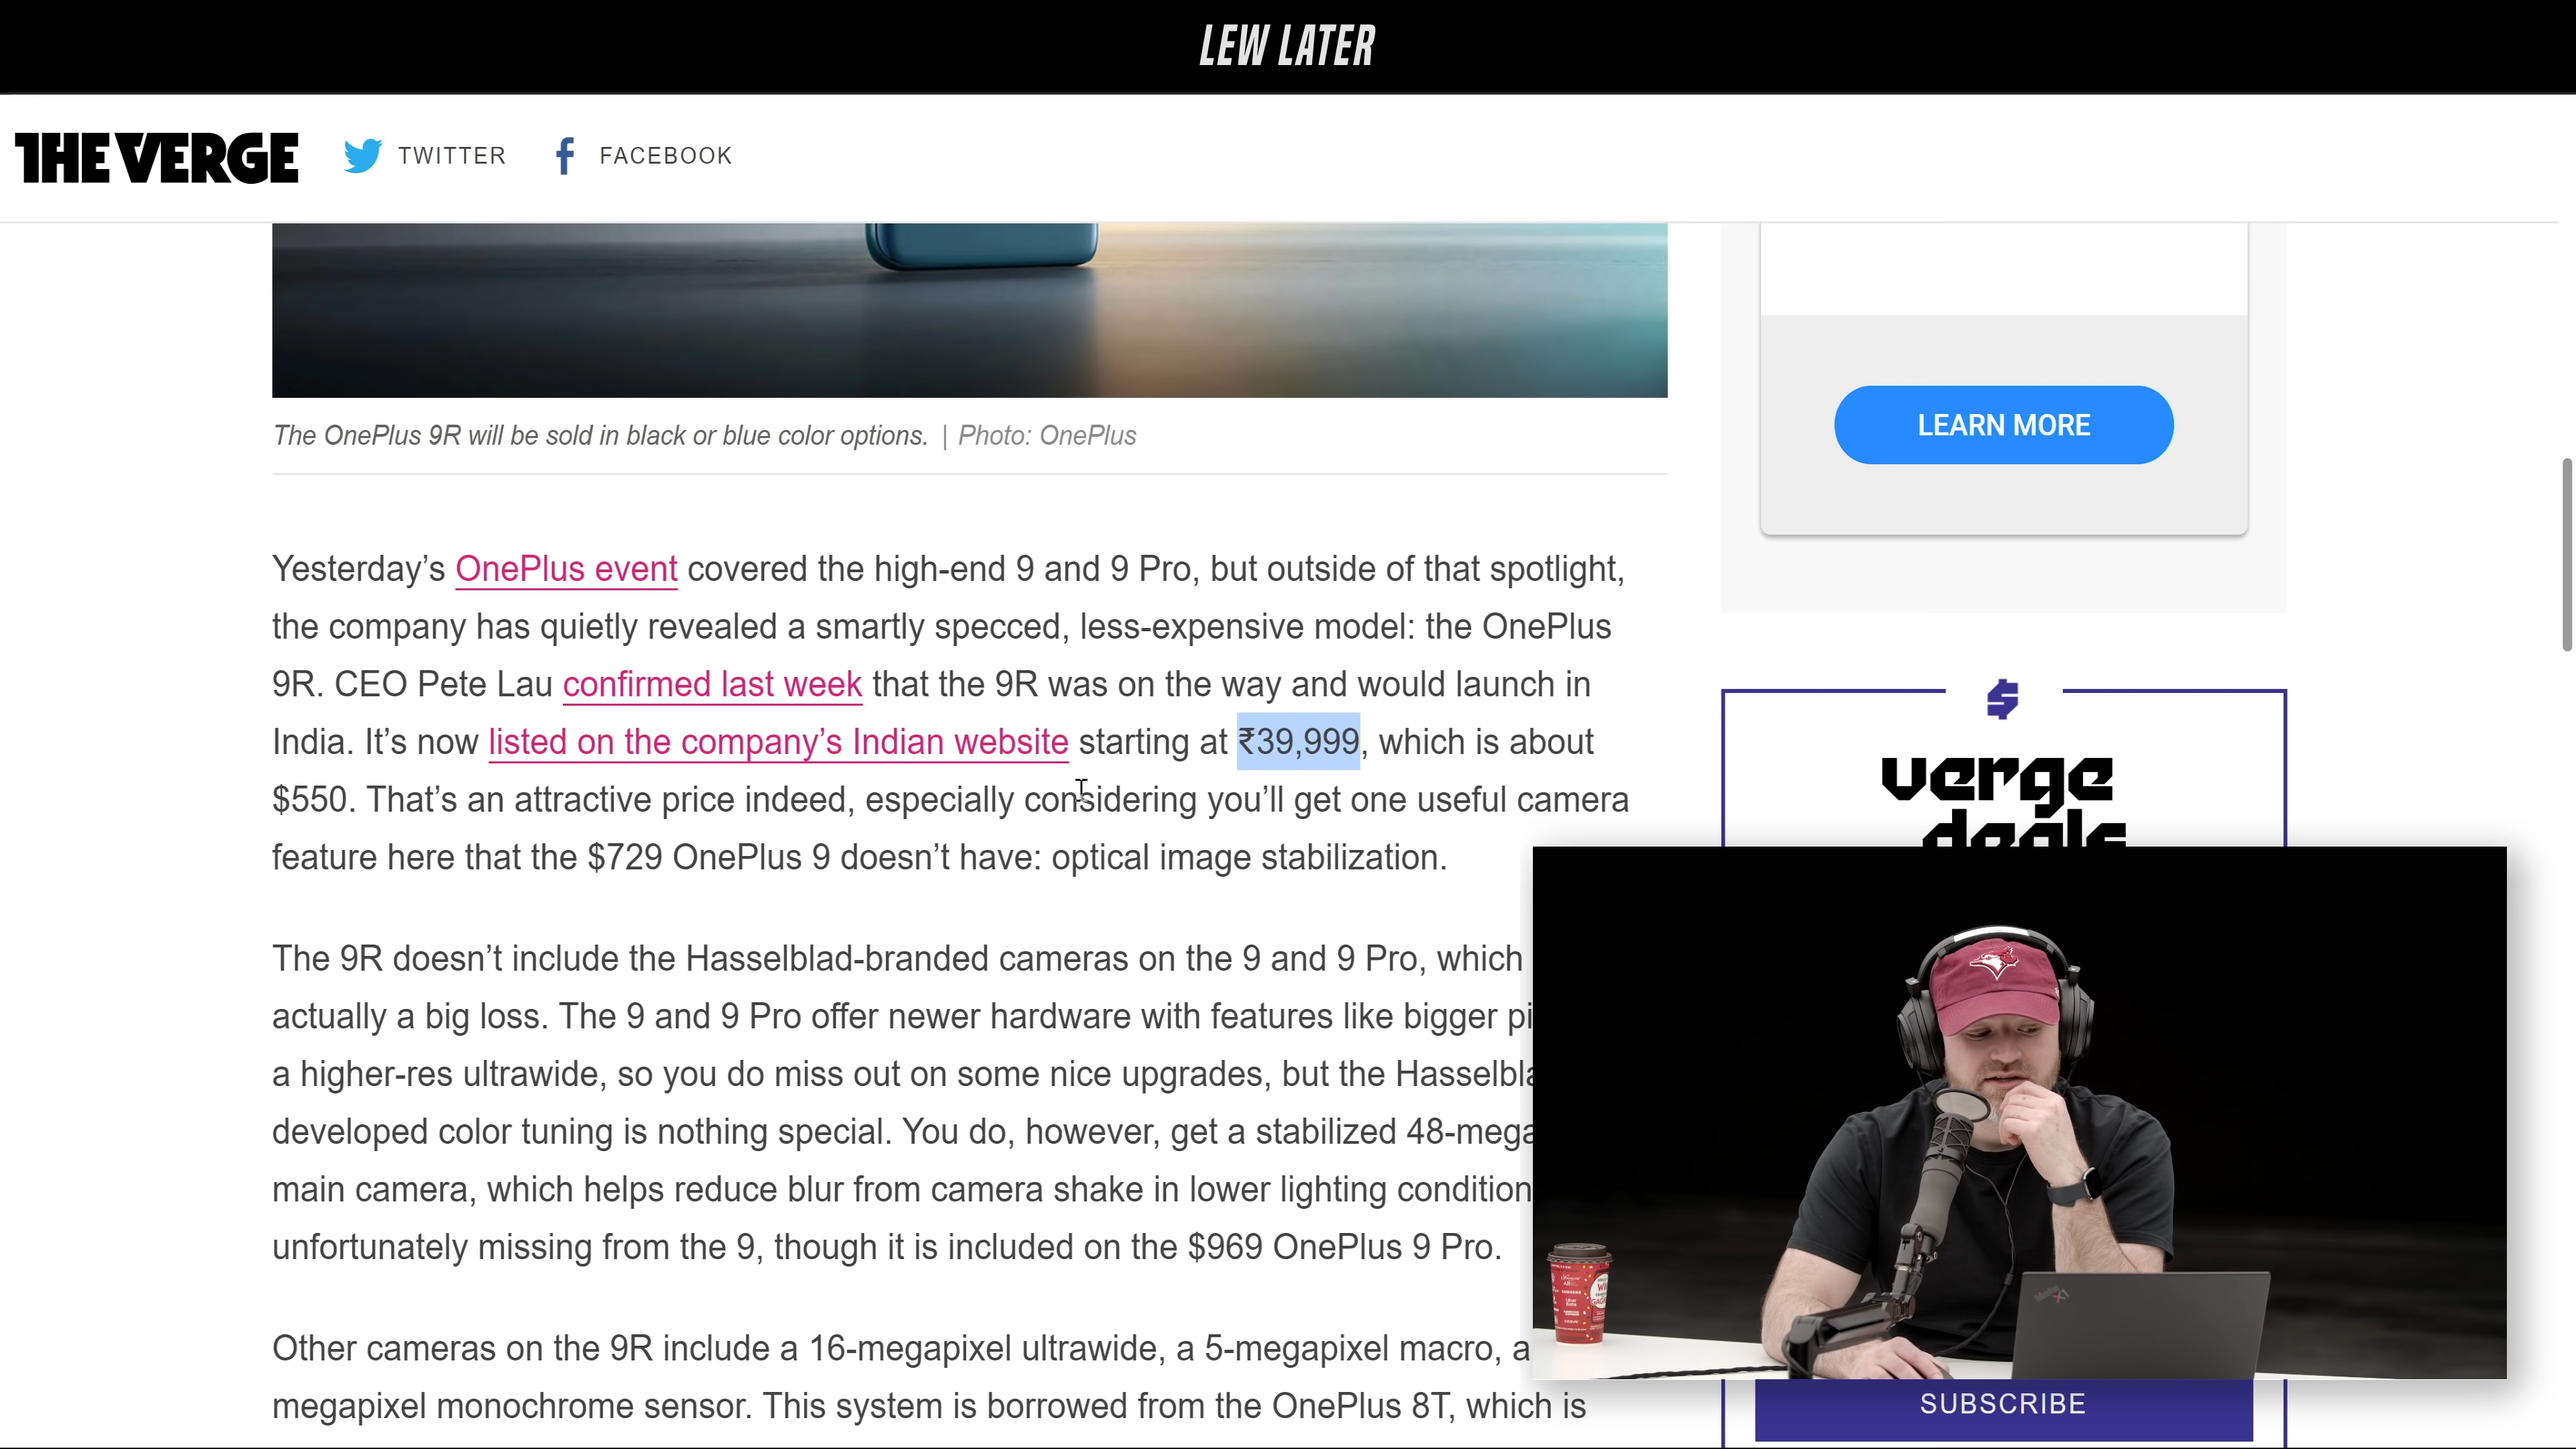 LEW LATER
THE VERGE TWITTER FACEBOOK
The OnePlus 9R will be sold in black or blue color options. | Photo: OnePlus
Yesterday’s OnePlus event covered the high-end 9 and 9 Pro, but outside of that spotlight,
the company has quietly revealed a smartly specced, less-expensive model: the OnePlus
9R. CEO Pete Lau confirmed last week that the 9R was on the way and would launch in
India. It’s now listed on the company’s Indian website starting at ₹39,999, which is about
$550. That’s an attractive price indeed, especially considering you’ll get one useful camera
feature here that the $729 OnePlus 9 doesn’t have: optical image stabilization.
The 9R doesn’t include the Hasselblad-branded cameras on the 9 and 9 Pro, which
actually a big loss. The 9 and 9 Pro offer newer hardware with features like bigger
a higher-res ultrawide, so you do miss out on some nice upgrades, but the
developed color tuning is nothing special. You do, however, get a stabilized
main camera, which helps reduce blur from camera shake in lower lighting
unfortunately missing from the 9, though it is included on the $969 OnePlus 9 Pro.
Other cameras on the 9R include a 16-megapixel ultrawide, a 5-megapixel macro,
megapixel monochrome sensor. This system is borrowed from the OnePlus 8T, which is
LEARN MORE
verge
deals
SUBSCRIBE